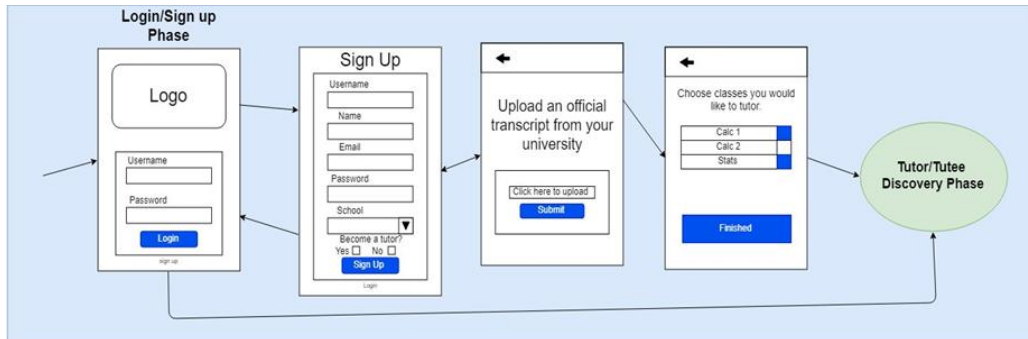 Login/Sign up
Phase
Logo
Username
Password
Login
sign up
Sign Up
Username
Name
Email
Password
School
Become a tutor?
Yes No
Sign Up
Login
Upload an official
transcript from your
university
Click here to upload
Submit
Choose classes you would
like to tutor.
Calc 1
Calc 2
Stats
Finished
Tutor/Tutee
Discovery Phase